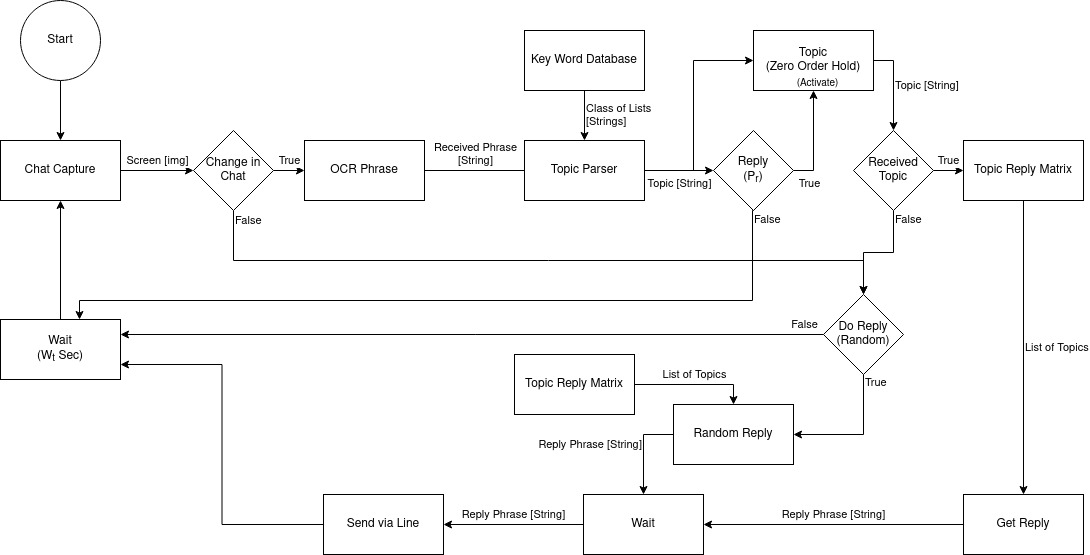 Start
Key Word Database
Topic
(Zero Order Hold)
(Activate)
Topic [String]
Class of Lists
[Strings]
Chat Capture
Screen [img]
Change in
Chat
True
OCR Phrase
Received Phrase
[String]
Topic Parser
Topic [String]
Reply
(Pr)
True
Received
Topic
True
Topic Reply Matrix
False
False
False
Wait
(Wt Sec)
False
Do Reply
(Random)
List of Topics
True
Topic Reply Matrix
List of Topics
Random Reply
Reply Phrase [String]
Send via Line
Reply Phrase [String]
Wait
Reply Phrase [String]
Get Reply